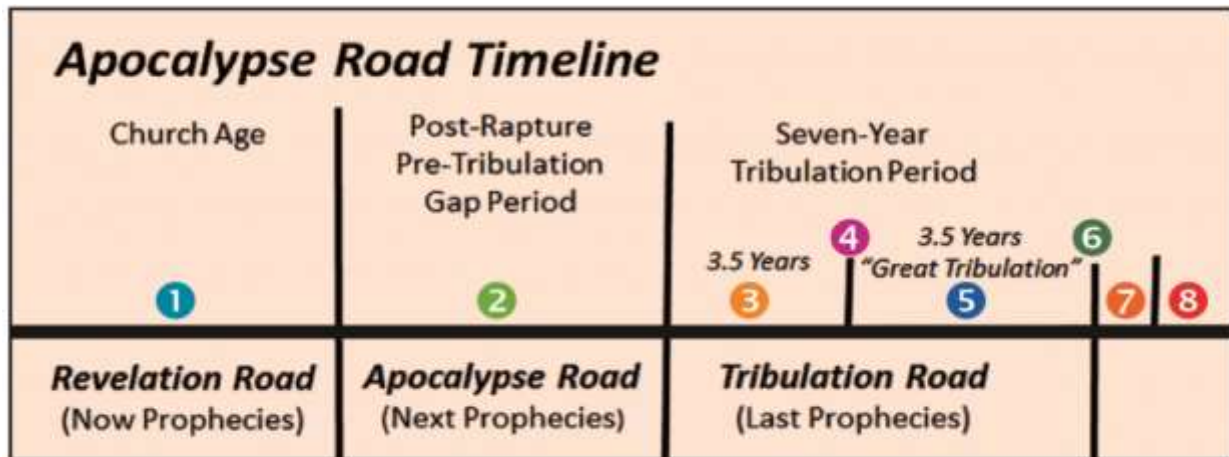 Apocalypse Road Timeline
Church Age
Post-Rapture
Pre-Tribulation
Gap Period
Seven-Year
Tribulation Period
1
2
3.5 Years
3
4
3.5 Years
"Great Tribulation"
5
6
7
8
Revelation Road
(Now Prophecies)
Apocalypse Road
(Next Prophecies)
Tribulation Road
(Last Prophecies)